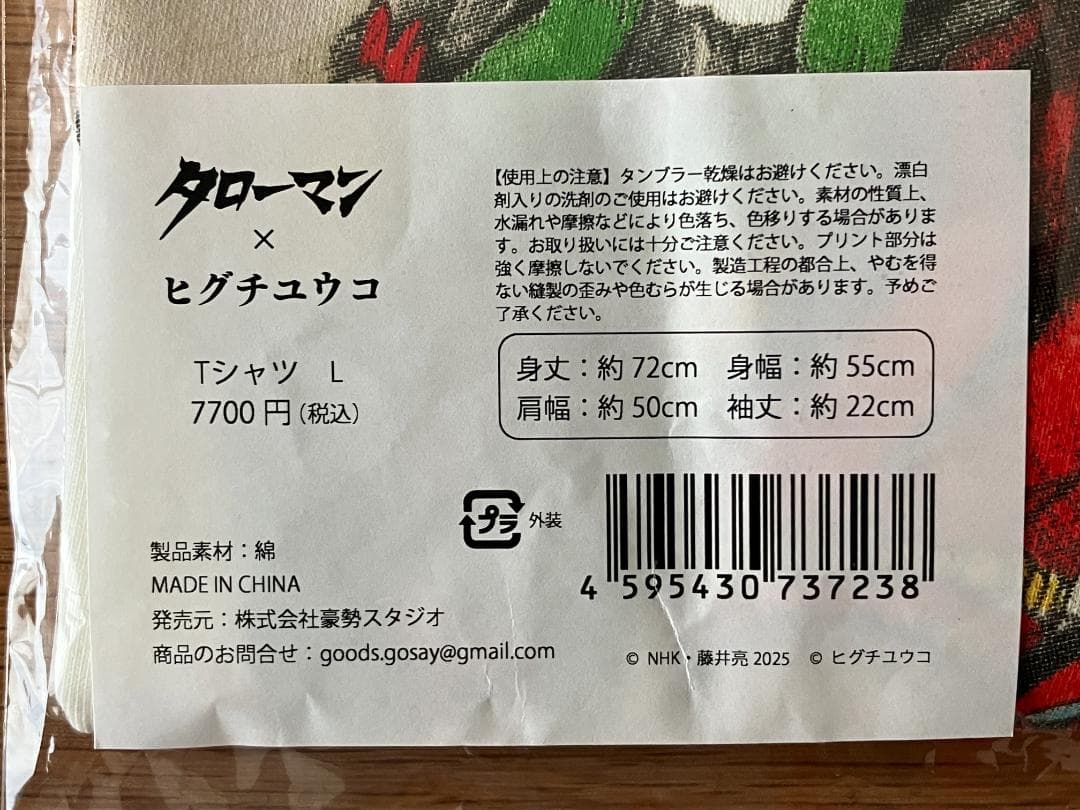 タローマン
×
ヒグチユウコ
Tシャツ L
7700 円（税込）
製品素材：綿
MADE IN CHINA
発売元：株式会社豪勢スタジオ
商品のお問合せ：goods.gosay@gmail.com
【使用上の注意】タンブラー乾燥はお避けください。漂白
剤入りの洗剤のご使用はお避けください。素材の性質上、
水漏れや摩擦などにより色落ち、色移りする場合がありま
す。お取り扱いには十分ご注意ください。プリント部分は
強く摩擦しないでください。製造工程の都合上、やむを得
ない縫製の歪みや色むらが生じる場合があります。予めご
了承ください。
身丈：約 72cm 身幅：約 55cm
肩幅：約 50cm 袖丈：約 22cm
プラ 外装
4 595430 737238
© NHK・藤井亮 2025 © ヒグチユウコ